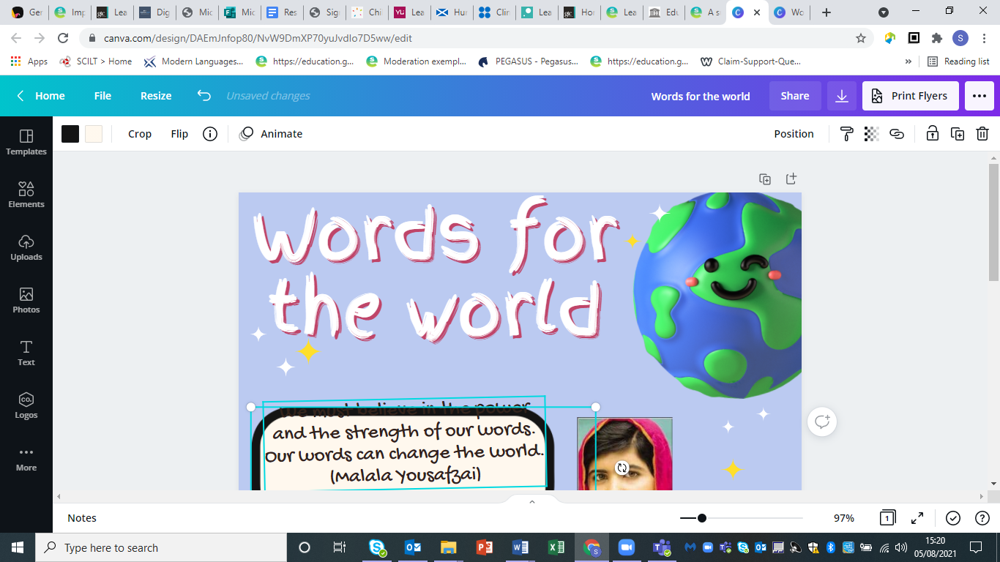 Ger
Imp
Lea
Dig
Mic
Mic
Res
Sig
Chi
Lea
Hur
Clin
Lea
Hor
Lea
Edu
A s
Wo
canva.com/design/DAEmJnfop80/NvW9DmXP70yuJvdIo7D5ww/edit
S
Apps
SCILT > Home
Modern Languages...
https://education.g...
Moderation exempl...
PEGASUS - Pegasus...
https://education.g...
Claim-Support-Que...
»
Reading list
Home
File
Resize
Unsaved changes
Words for the world
Share
Print Flyers
Crop
Flip
Animate
Position
Templates
Elements
Uploads
Photos
Text
co.
Logos
More
Words for
the world
We must believe in the power
and the strength of our words.
Our words can change the world.
(Malala Yousafzai)
Notes
97%
1
Type here to search
15:20
05/08/2021